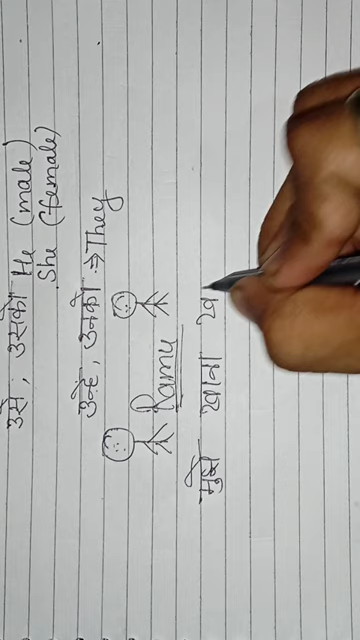 उसे, उसको He (male)
She (female)
उन्हे, उनको ⇒ They
Ramu
मुझे खाना ख